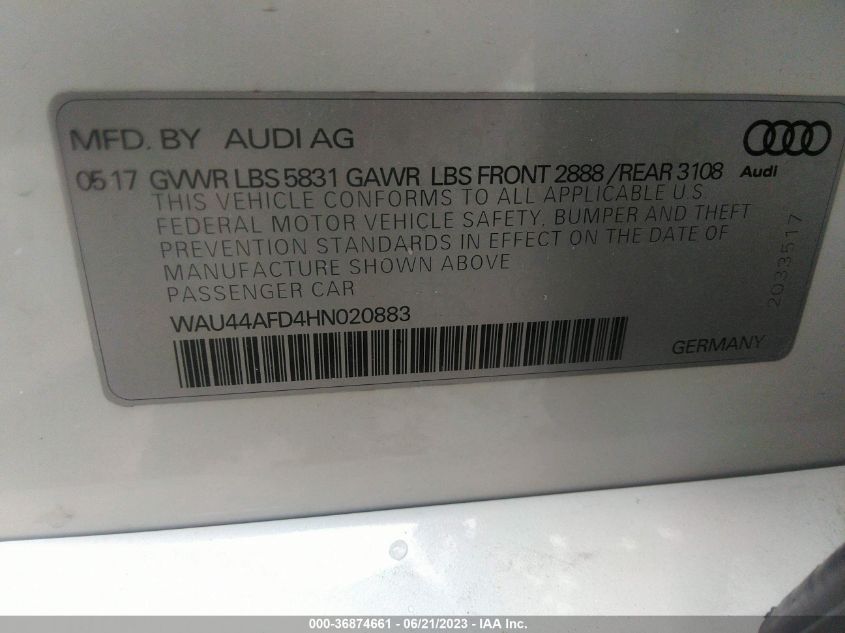 MFD. BY AUDI AG
05 17 GVWR LBS 5831 GAWR LBS FRONT 2888 /REAR 3108
Audi
THIS VEHICLE CONFORMS TO ALL APPLICABLE U.S.
FEDERAL MOTOR VEHICLE SAFETY, BUMPER AND THEFT
PREVENTION STANDARDS IN EFFECT ON THE DATE OF
MANUFACTURE SHOWN ABOVE
PASSENGER CAR
2033517
WAU44AFD4HN020883
GERMANY
000-36874661 - 06/21/2023 - IAA Inc.